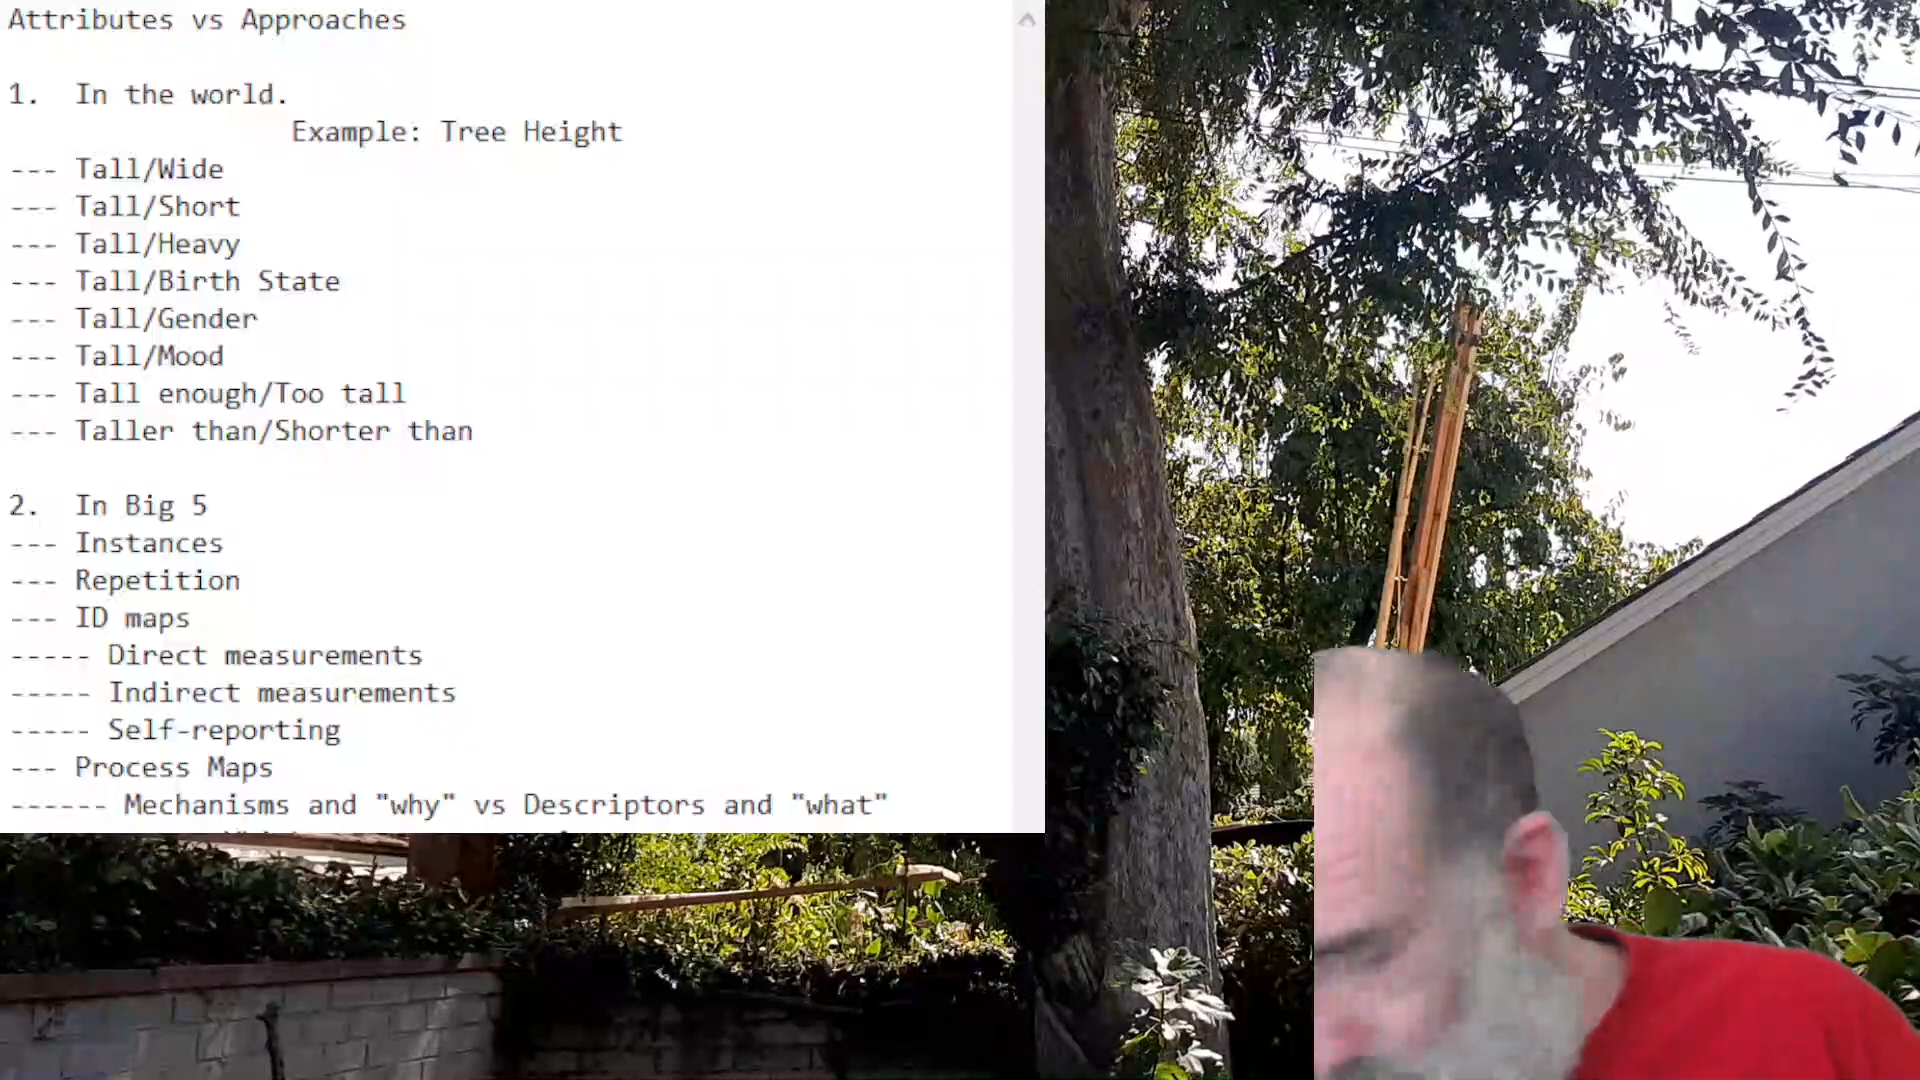 Attributes vs Approaches
1. In the world.
Example: Tree Height
--- Tall/Wide
--- Tall/Short
--- Tall/Heavy
--- Tall/Birth State
--- Tall/Gender
--- Tall/Mood
--- Tall enough/Too tall
--- Taller than/Shorter than
2. In Big 5
--- Instances
--- Repetition
--- ID maps
----- Direct measurements
----- Indirect measurements
----- Self-reporting
--- Process Maps
------ Mechanisms and "why" vs Descriptors and "what"